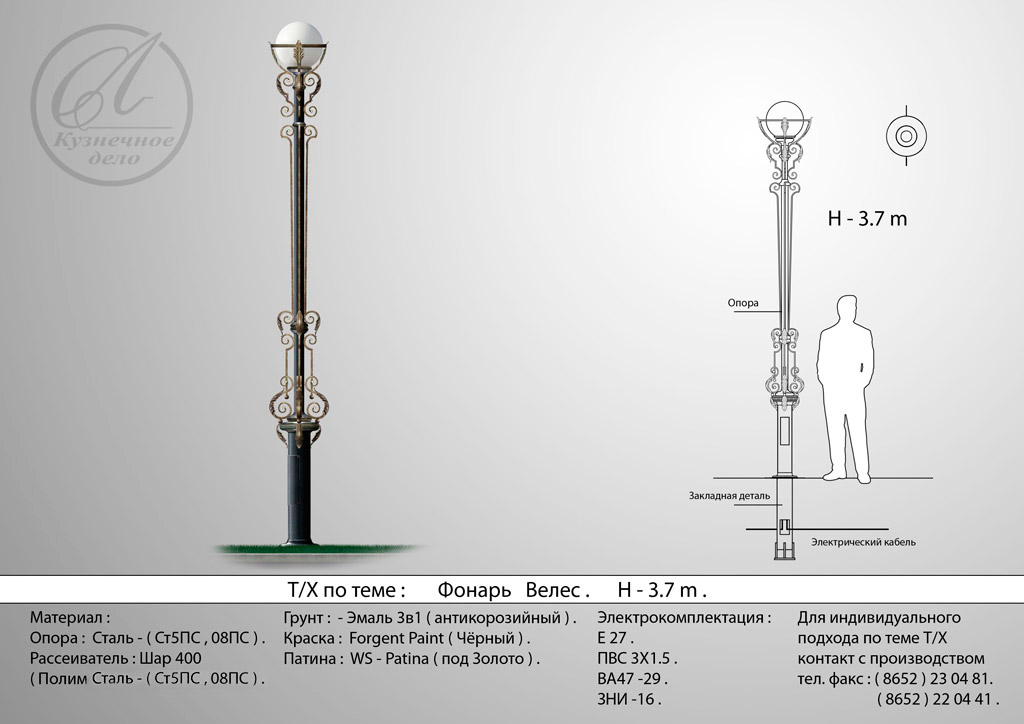 Кузнечное
дело
H - 3.7 m
Опора
Закладная деталь
Электрический кабель
Т/Х по теме : Фонарь Велес . H - 3.7 m .
Материал :
Опора : Сталь - ( Ст5ПС , 08ПС ) .
Рассеиватель : Шар 400
( Полим Сталь - ( Ст5ПС , 08ПС ) .
Грунт : - Эмаль 3в1 ( антикорозийный ) .
Краска : Forgent Paint ( Чёрный ) .
Патина : WS - Patina ( под Золото ) .
Электрокомплектация :
Е 27 .
ПВС 3Х1.5 .
ВА47 -29 .
ЗНИ -16 .
Для индивидуального
подхода по теме Т/Х
контакт с производством
тел. факс : ( 8652 ) 23 04 81.
( 8652 ) 22 04 41 .